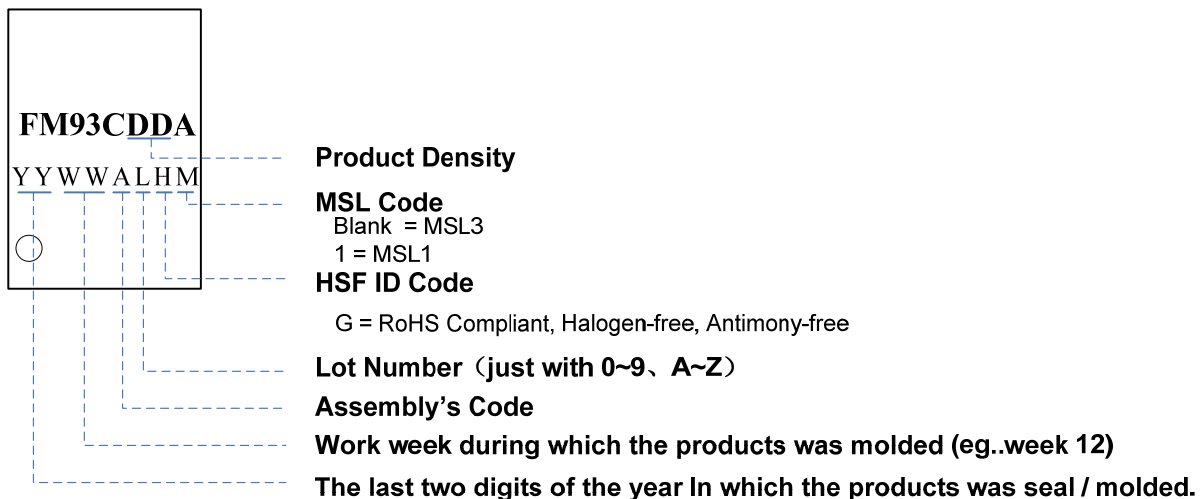 FM93CDDA
YYWWALHM
Product Density
MSL Code
Blank = MSL3
1 = MSL1
HSF ID Code
G = RoHS Compliant, Halogen-free, Antimony-free
Lot Number（just with 0~9、A~Z）
Assembly's Code
Work week during which the products was molded (eg..week 12)
The last two digits of the year In which the products was seal / molded.